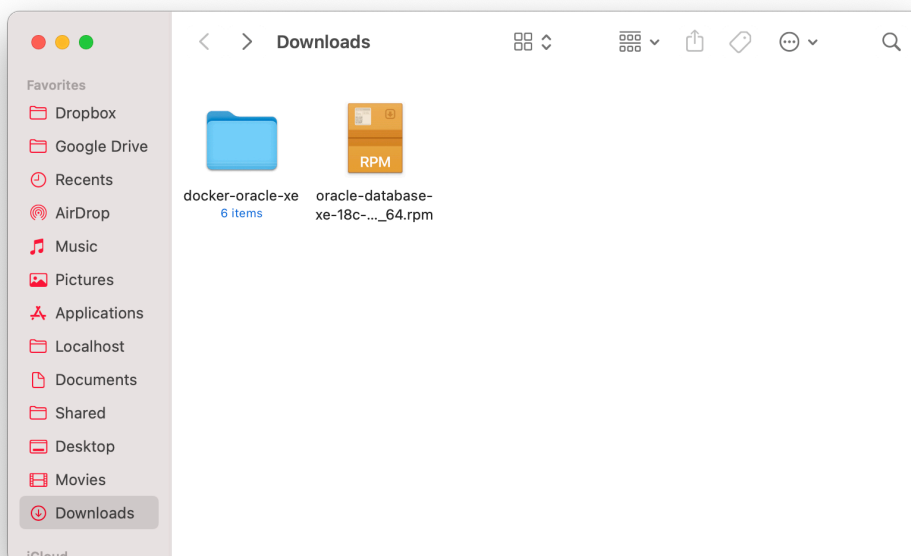 Downloads
Favorites
Dropbox
Google Drive
Recents
AirDrop
Music
Pictures
Applications
Localhost
Documents
Shared
Desktop
Movies
Downloads
iCloud
RPM
docker-oracle-xe
6 items
oracle-database-
xe-18c-..._64.rpm